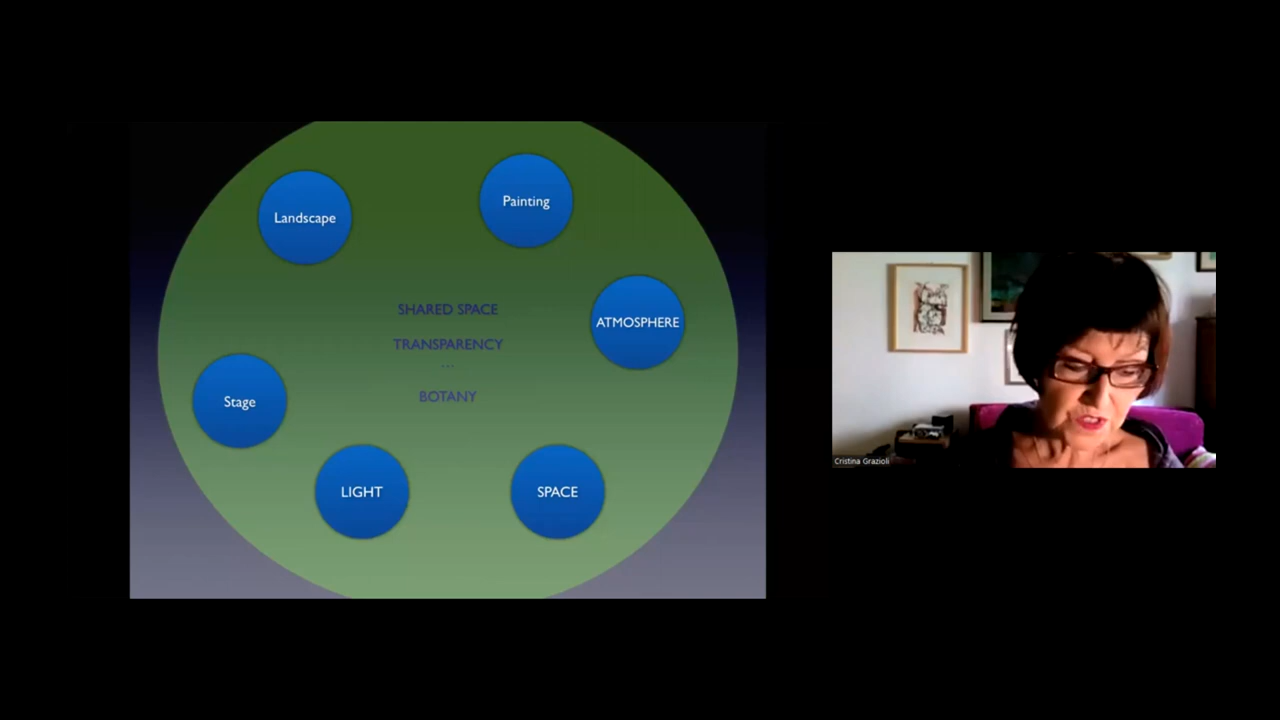 Landscape
Painting
SHARED SPACE
ATMOSPHERE
TRANSPARENCY
...
BOTANY
Stage
LIGHT
SPACE
Cristina Grazioli